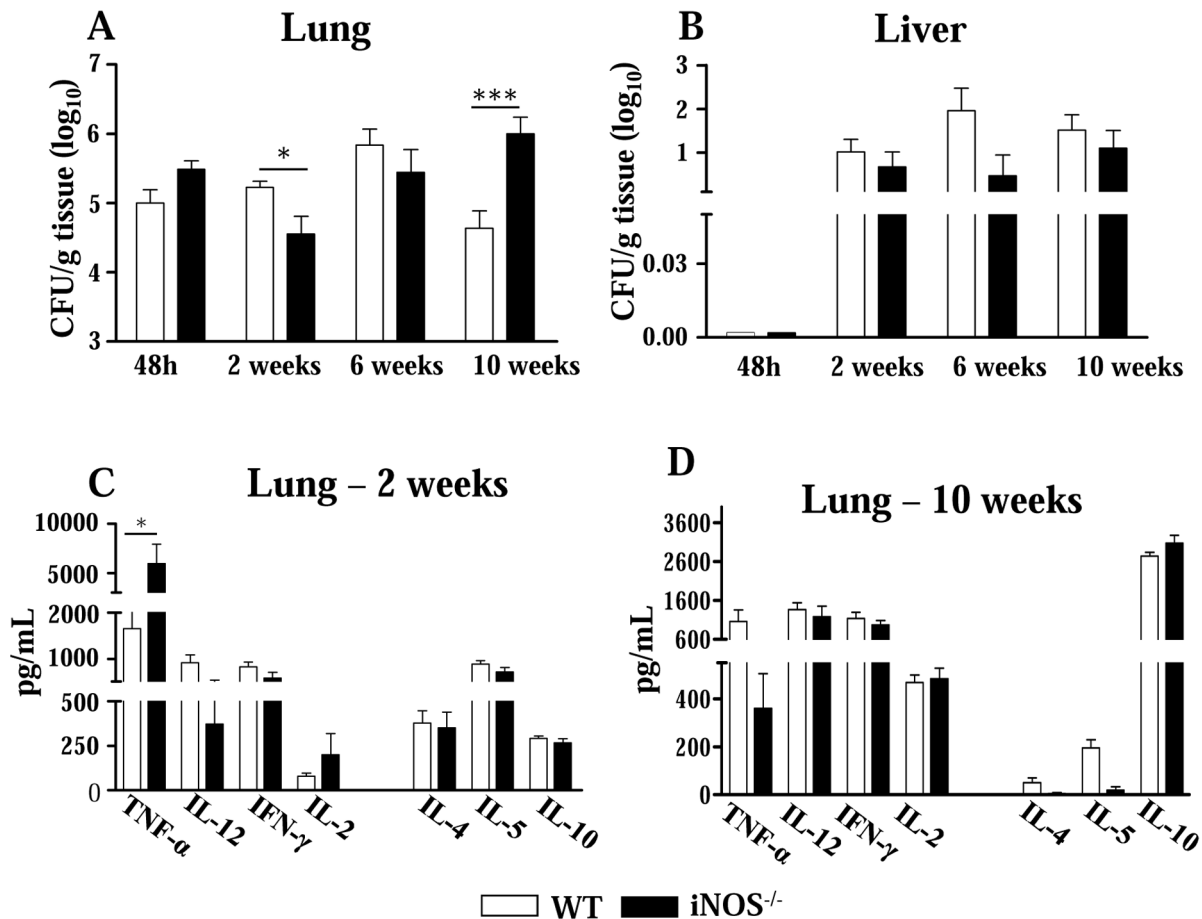 A
Lung
CFU/g tissue (log10)
7
6
5
4
3
*
***
48h
2 weeks
6 weeks
10 weeks
B
Liver
CFU/g tissue (log10)
3
2
1
0.03
0.00
48h
2 weeks
6 weeks
10 weeks
C
Lung – 2 weeks
pg/mL
10000
5000
2000
1000
500
250
0
*
TNF-α
IL-12
IFN-γ
IL-2
IL-4
IL-5
IL-10
D
Lung – 10 weeks
pg/mL
3600
2600
1600
600
400
200
0
TNF-α
IL-12
IFN-γ
IL-2
IL-4
IL-5
IL-10
WT
iNOS-/-